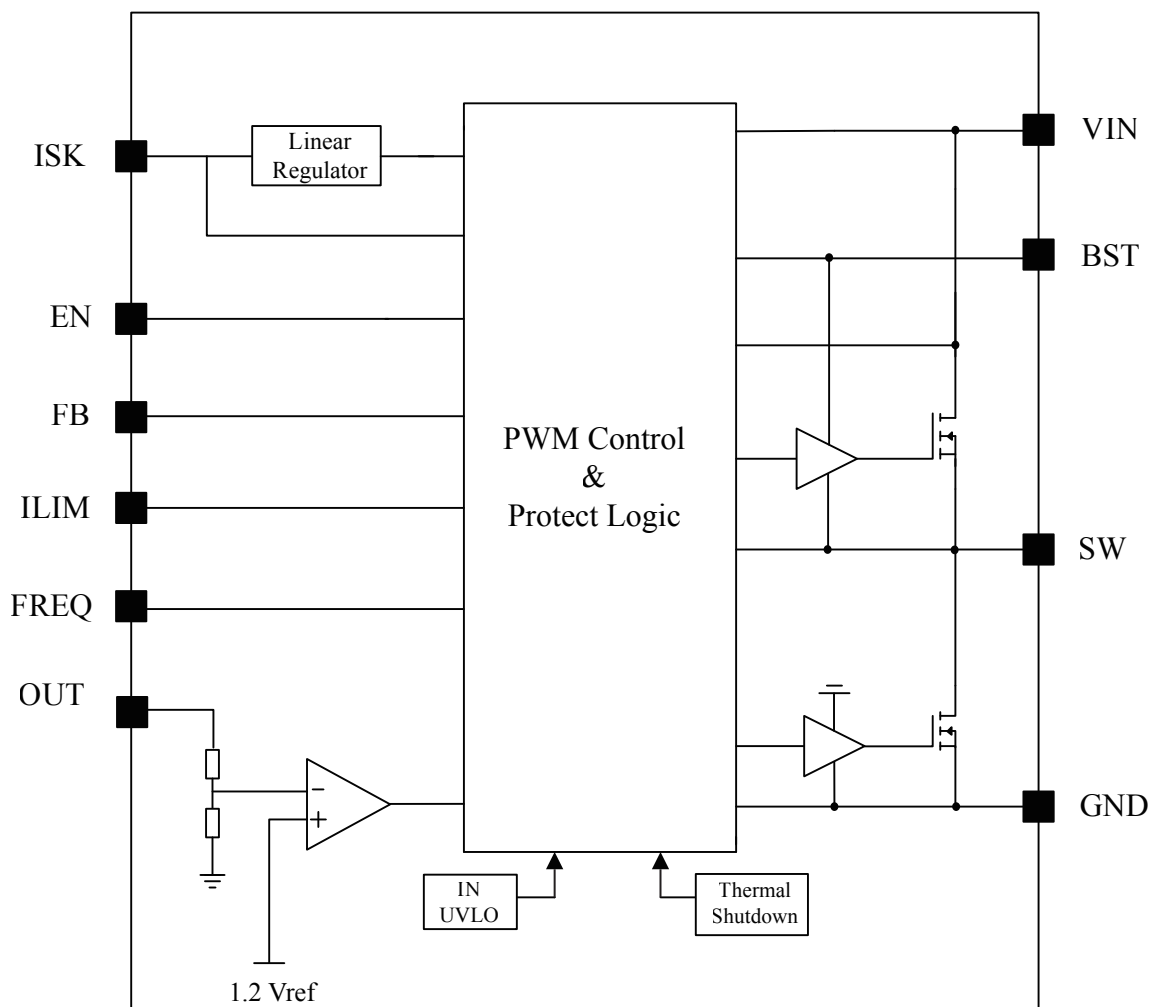 ISK
EN
FB
ILIM
FREQ
OUT
Linear
Regulator
PWM Control
&
Protect Logic
-
+
1.2 Vref
IN
UVLO
Thermal
Shutdown
VIN
BST
SW
GND